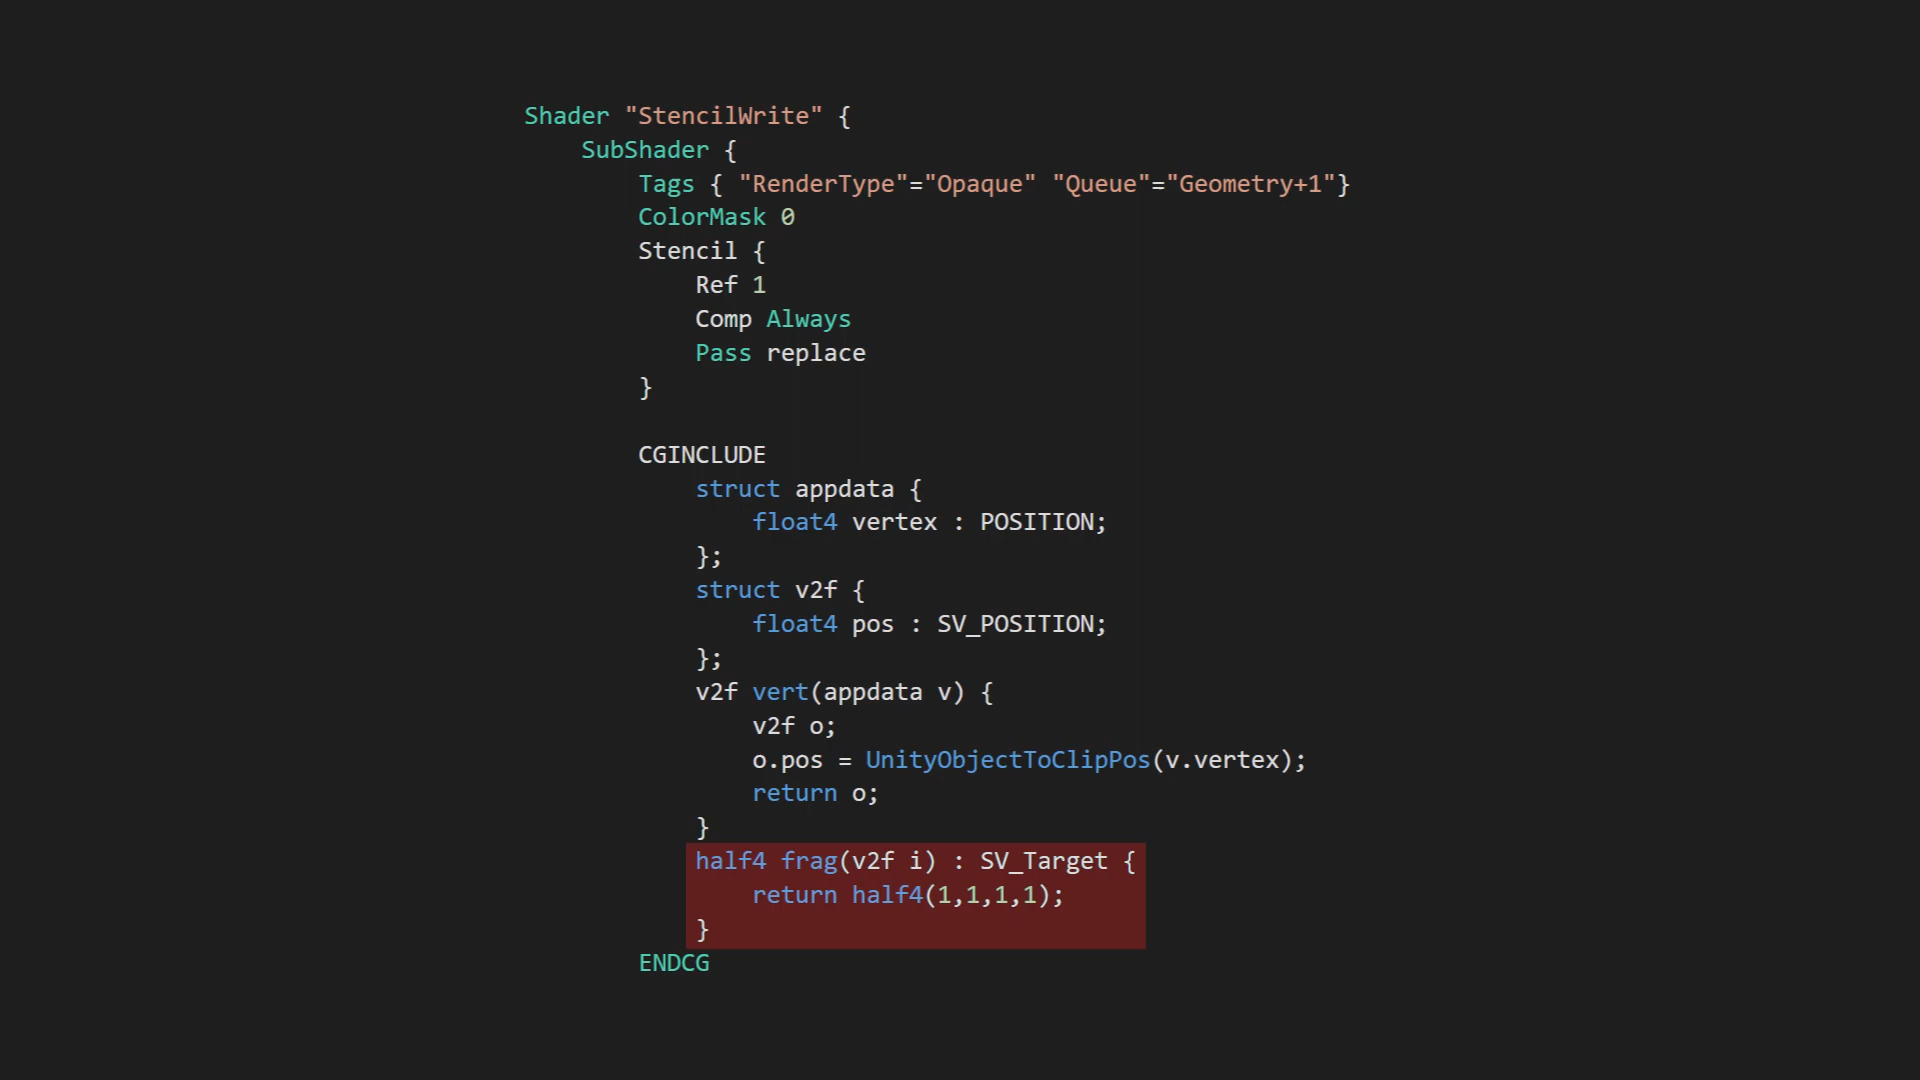 Shader "StencilWrite" {
SubShader {
Tags { "RenderType"="Opaque" "Queue"="Geometry+1"}
ColorMask 0
Stencil {
Ref 1
Comp Always
Pass replace
}
CGINCLUDE
struct appdata {
float4 vertex : POSITION;
};
struct v2f {
float4 pos : SV_POSITION;
};
v2f vert(appdata v) {
v2f o;
o.pos = UnityObjectToClipPos(v.vertex);
return o;
}
half4 frag(v2f i) : SV_Target {
return half4(1,1,1,1);
}
ENDCG